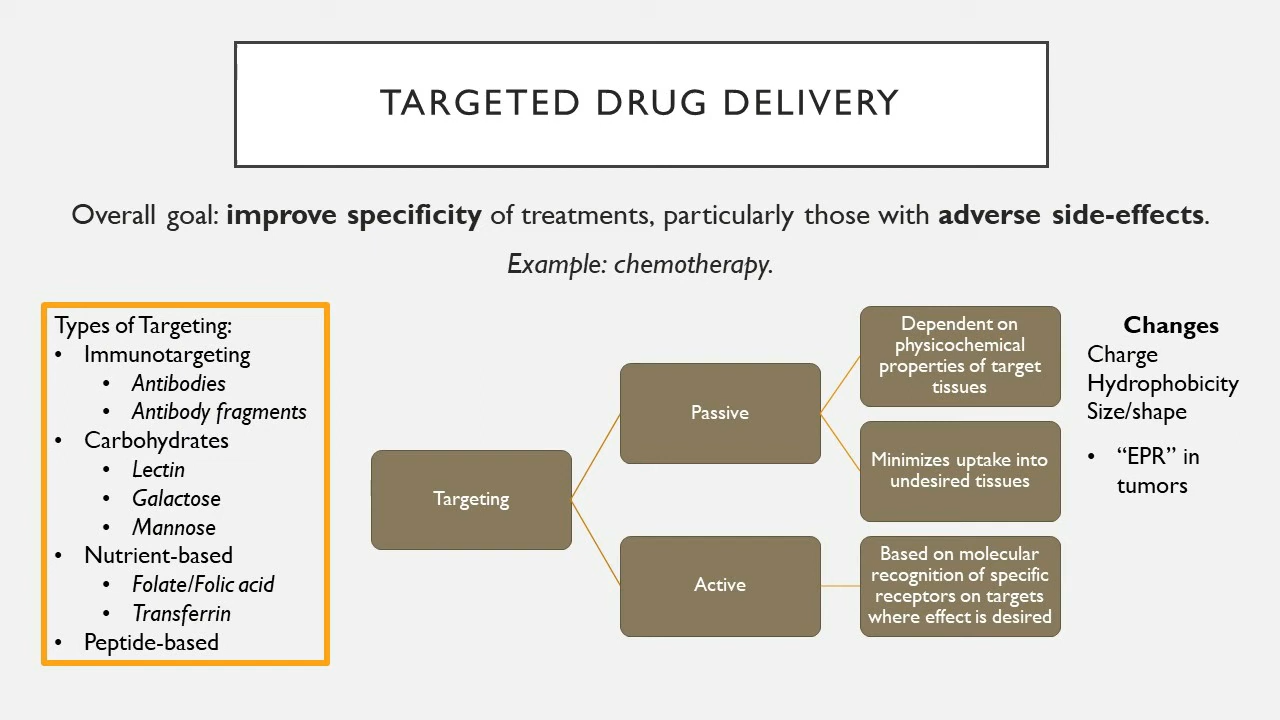 TARGETED DRUG DELIVERY
Overall goal: improve specificity of treatments, particularly those with adverse side-effects.
Example: chemotherapy.
Types of Targeting:
• Immunotargeting
• Antibodies
• Antibody fragments
• Carbohydrates
• Lectin
• Galactose
• Mannose
• Nutrient-based
• Folate/Folic acid
• Transferrin
• Peptide-based
Targeting
Passive
Active
Dependent on
physicochemical
properties of target
tissues
Minimizes uptake into
undesired tissues
Based on molecular
recognition of specific
receptors on targets
where effect is desired
Changes
Charge
Hydrophobicity
Size/shape
• “EPR” in
tumors